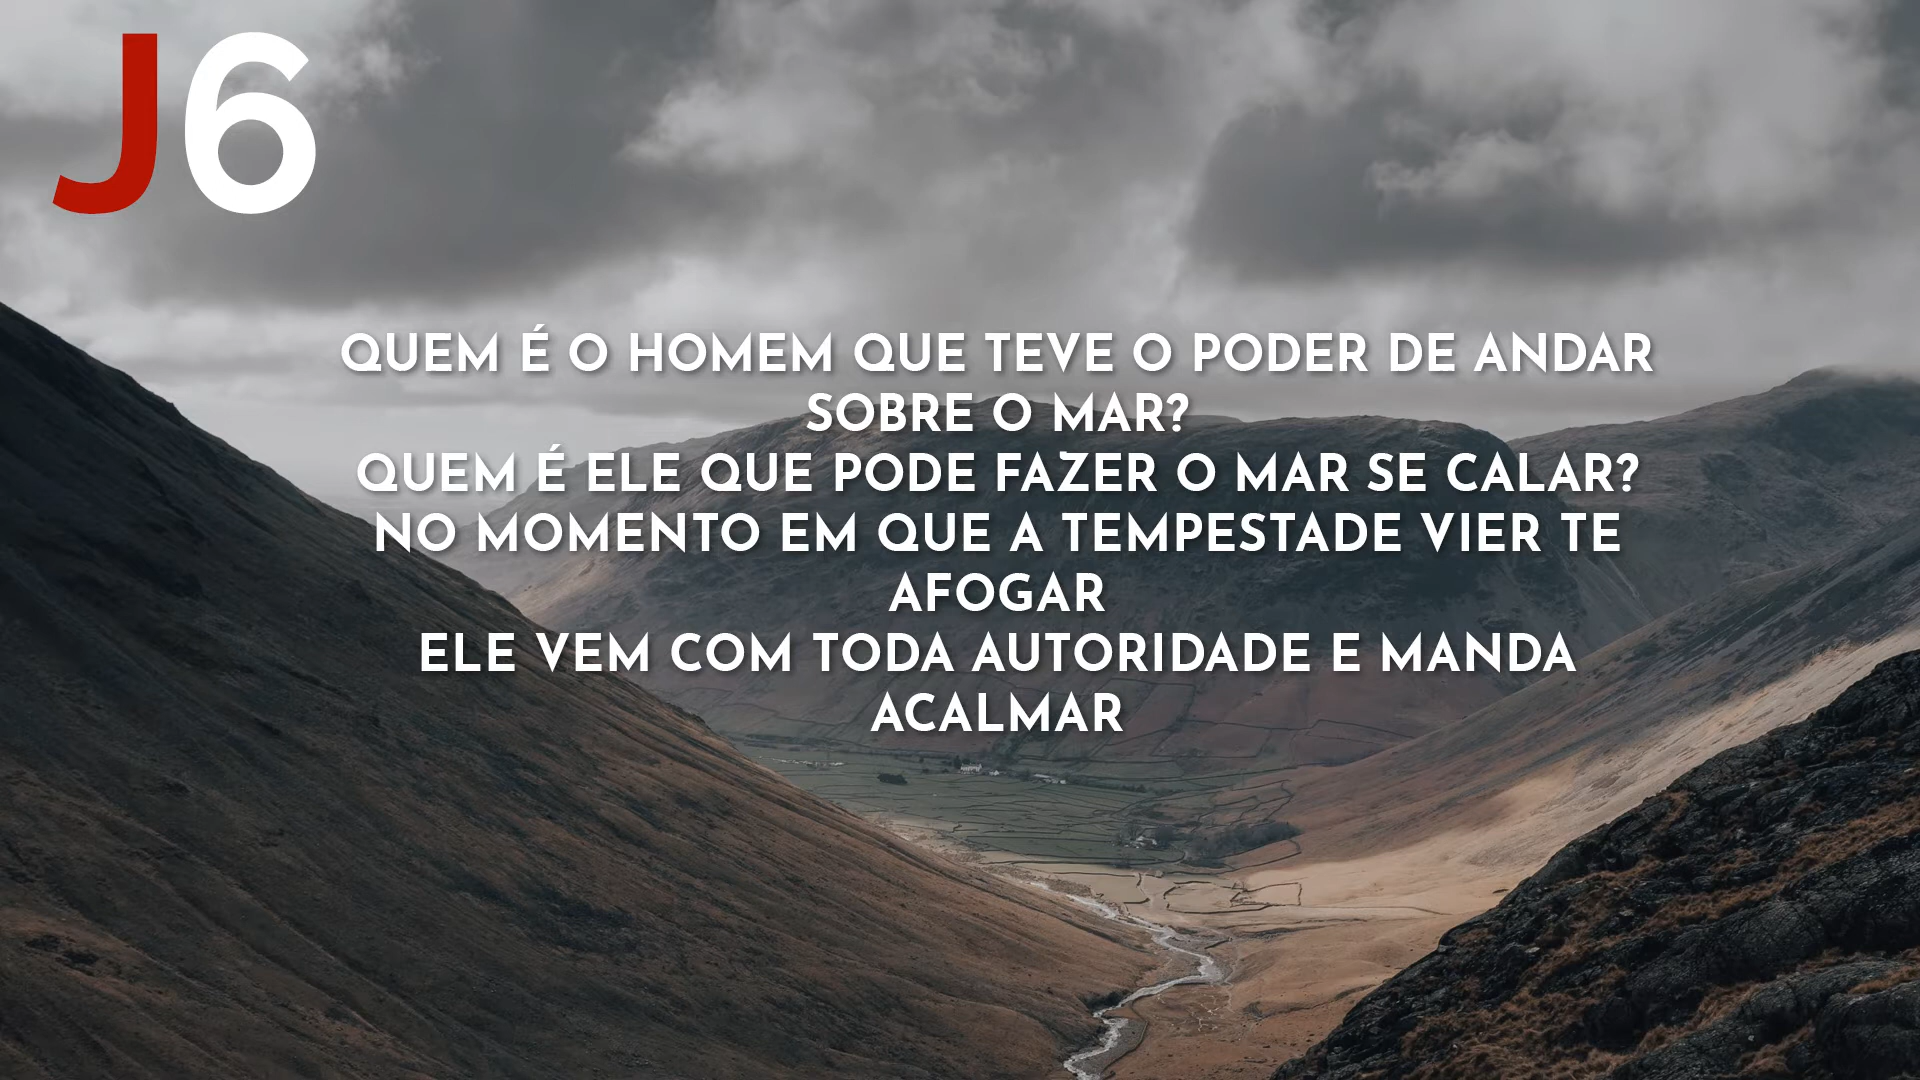 J6
QUEM É O HOMEM QUE TEVE O PODER DE ANDAR
SOBRE O MAR?
QUEM É ELE QUE PODE FAZER O MAR SE CALAR?
NO MOMENTO EM QUE A TEMPESTADE VIER TE
AFOGAR
ELE VEM COM TODA AUTORIDADE E MANDA
ACALMAR